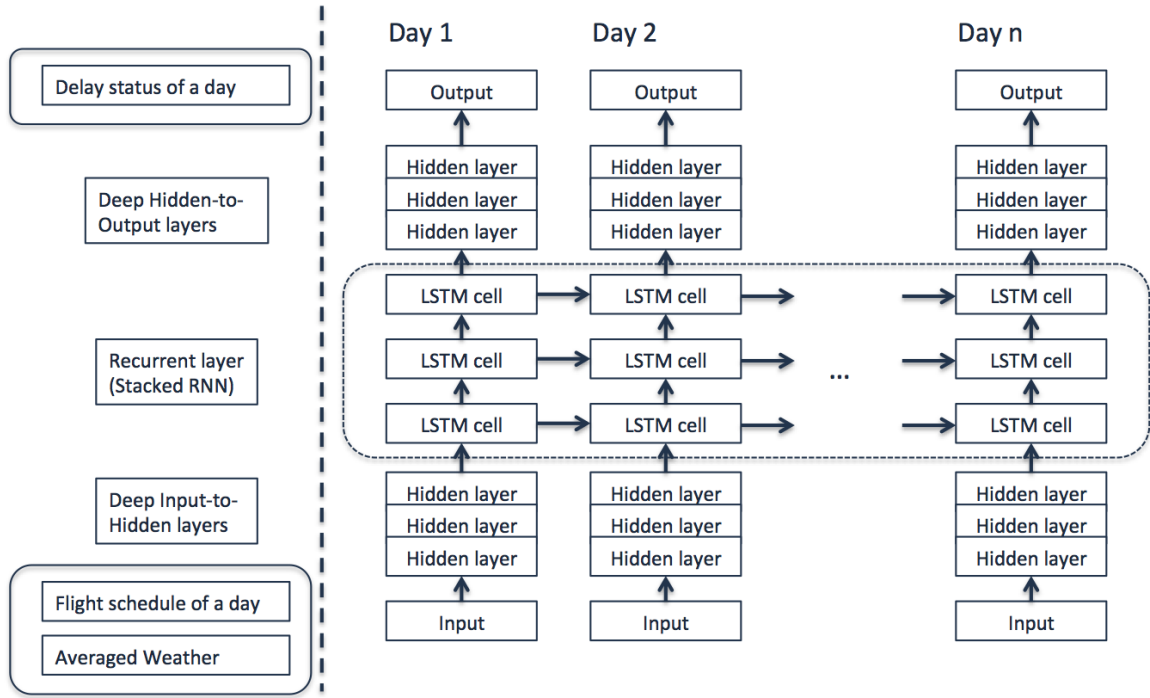 Day 1
Day 2
Day n
Delay status of a day
Output
Output
Output
Deep Hidden-to-
Output layers
Hidden layer
Hidden layer
Hidden layer
Hidden layer
Hidden layer
Hidden layer
Hidden layer
Hidden layer
Hidden layer
Recurrent layer
(Stacked RNN)
LSTM cell
LSTM cell
LSTM cell
LSTM cell
LSTM cell
LSTM cell
...
LSTM cell
LSTM cell
LSTM cell
Deep Input-to-
Hidden layers
Hidden layer
Hidden layer
Hidden layer
Hidden layer
Hidden layer
Hidden layer
Hidden layer
Hidden layer
Hidden layer
Flight schedule of a day
Averaged Weather
Input
Input
Input